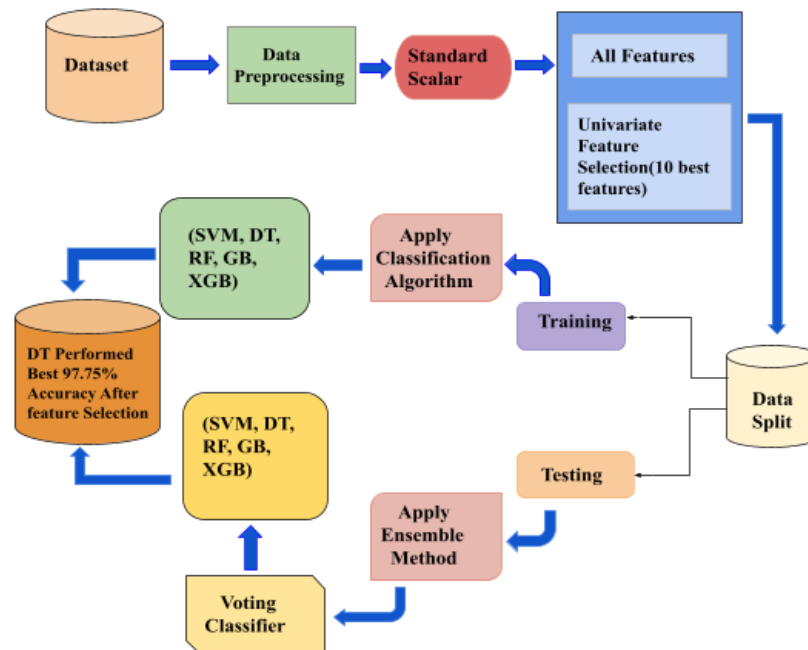 Dataset
Data
Preprocessing
Standard
Scalar
All Features
Univariate
Feature
Selection(10 best
features)
(SVM, DT,
RF, GB,
XGB)
Apply
Classification
Algorithm
Training
DT Performed
Best 97.75%
Accuracy After
feature Selection
Data
Split
(SVM, DT,
RF, GB,
XGB)
Testing
Apply
Ensemble
Method
Voting
Classifier